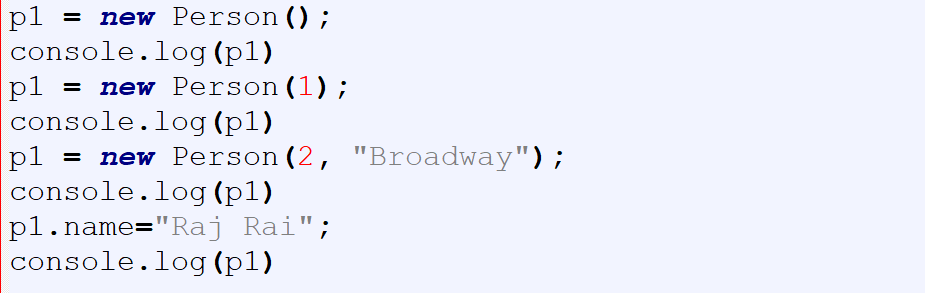 p1 = new Person();
console.log(p1)
p1 = new Person(1);
console.log(p1)
p1 = new Person(2, "Broadway");
console.log(p1)
p1.name="Raj Rai";
console.log(p1)